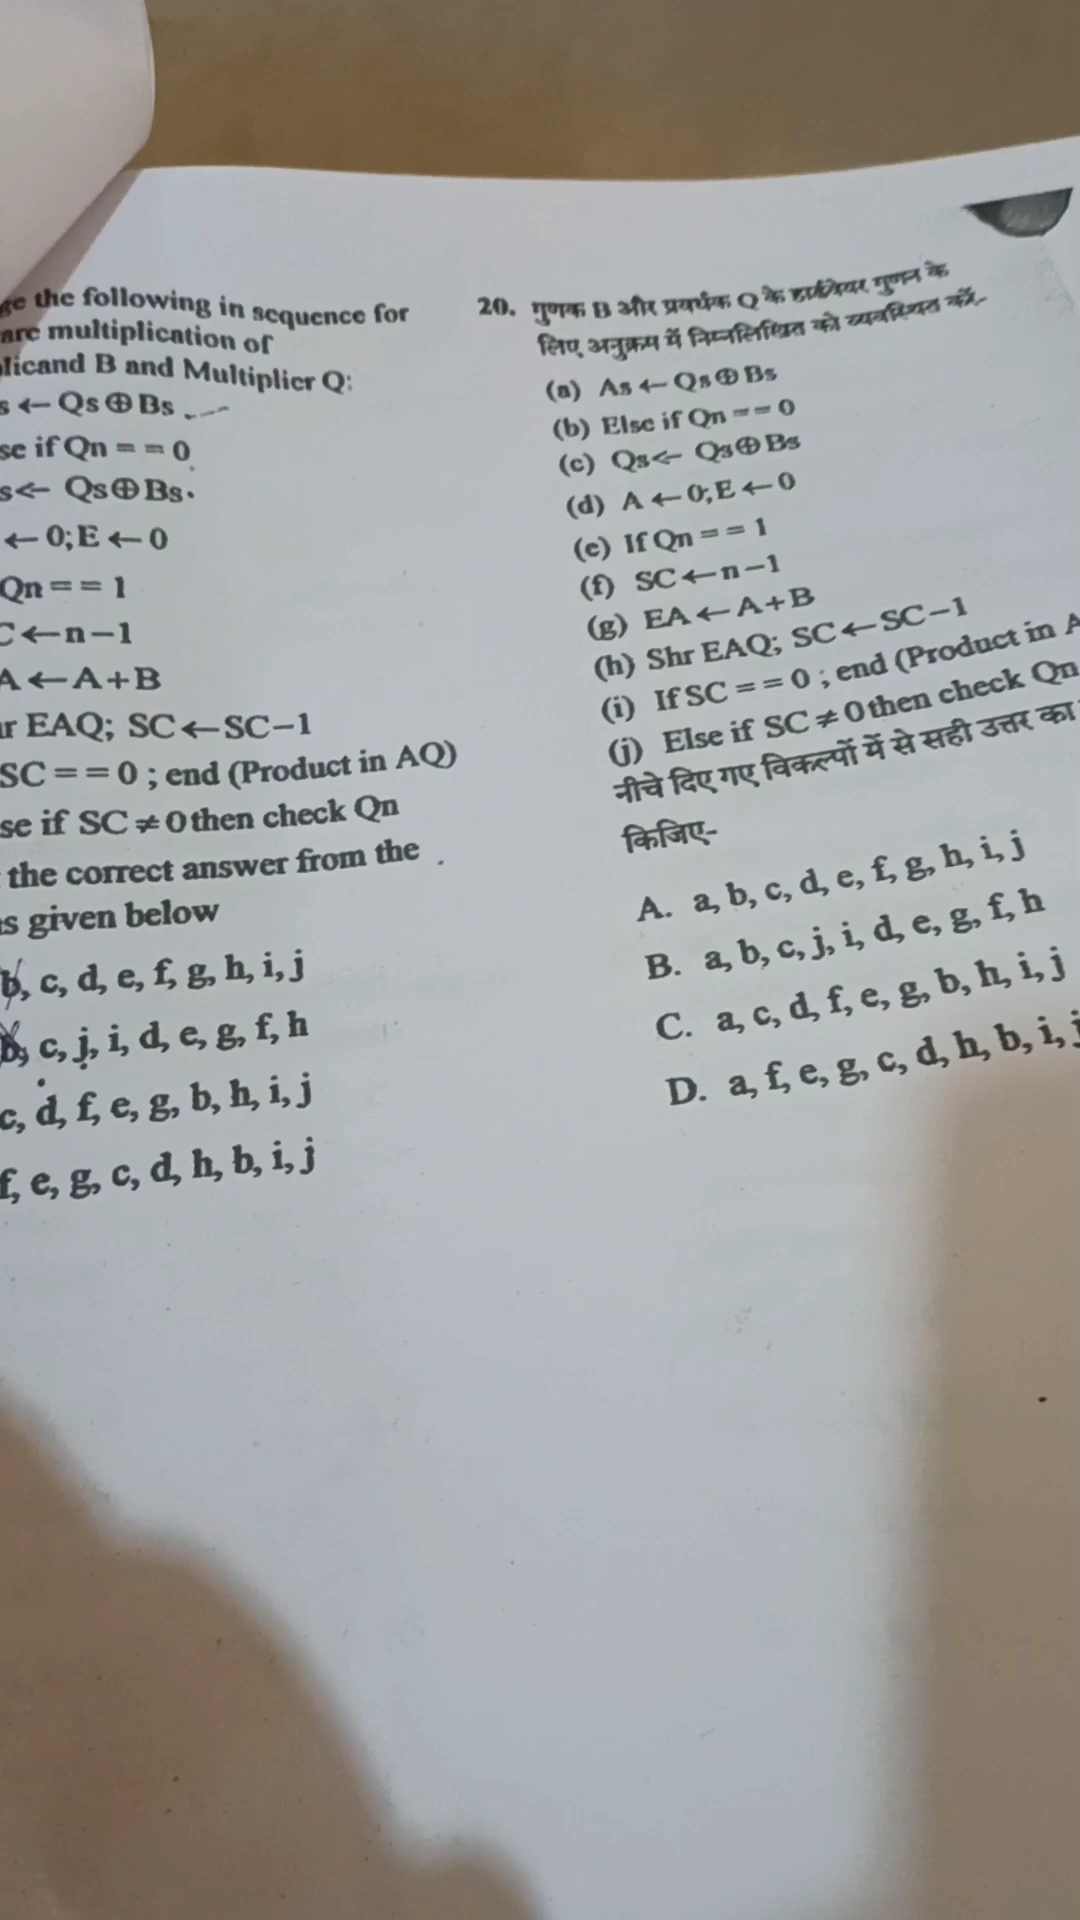 the following in sequence for
multiplication of
licand B and Multiplier Q:
s ← Qs ⊕ Bs
se if Qn == 0
s ← Qs ⊕ Bs.
← 0; E ← 0
Qn == 1
C ← n−1
A ← A+B
r EAQ; SC ← SC−1
SC == 0 ; end (Product in AQ)
se if SC ≠ 0 then check Qn
the correct answer from the
s given below
b, c, d, e, f, g, h, i, j
b, c, j, i, d, e, g, f, h
c, d, f, e, g, b, h, i, j
f, e, g, c, d, h, b, i, j
20. गुणक B और प्रवर्धक Q के हार्डवेयर गुणन के
लिए अनुक्रम में निम्नलिखित को व्यवस्थित करें-
(a) As ← Qs ⊕ Bs
(b) Else if Qn == 0
(c) Qs ← Qs ⊕ Bs
(d) A ← 0; E ← 0
(e) If Qn == 1
(f) SC ← n−1
(g) EA ← A+B
(h) Shr EAQ; SC ← SC−1
(i) If SC == 0 ; end (Product in A
(j) Else if SC ≠ 0 then check Qn
नीचे दिए गए विकल्पों में से सही उत्तर का
किजिए-
A. a, b, c, d, e, f, g, h, i, j
B. a, b, c, j, i, d, e, g, f, h
C. a, c, d, f, e, g, b, h, i, j
D. a, f, e, g, c, d, h, b, i, j